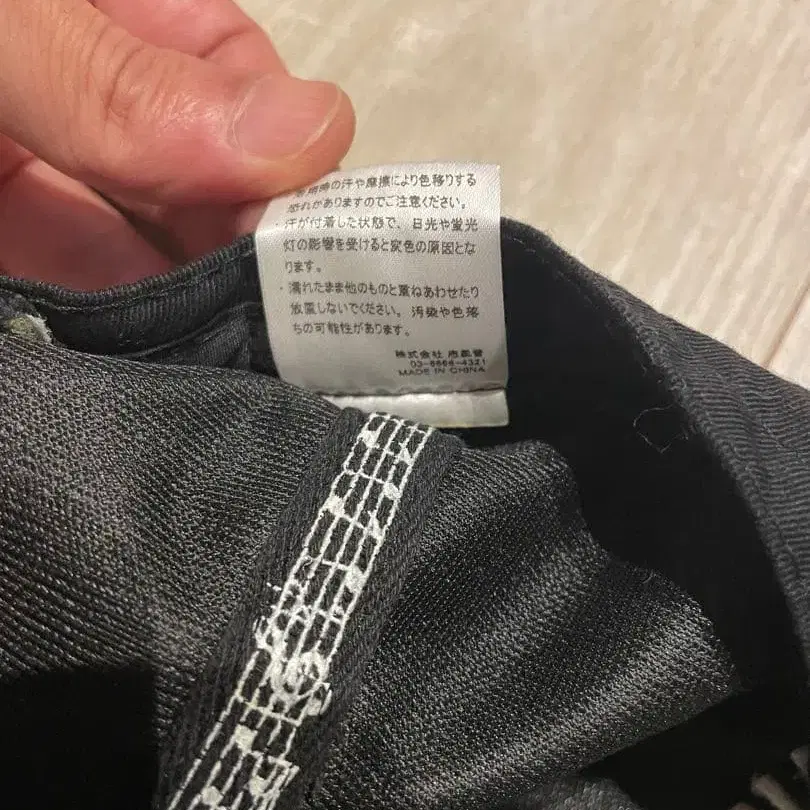 用時の汗や摩擦により色移りする
恐れがありますのでご注意ください。
・汗が付着した状態で、日光や蛍光
灯の影響を受けると変色の原因とな
ります。
・濡れたまま他のものと重ねあわせたり
放置しないでください。汚染や色落
ちの可能性があります。
株式会社
03-6666-4321
MADE IN CHINA